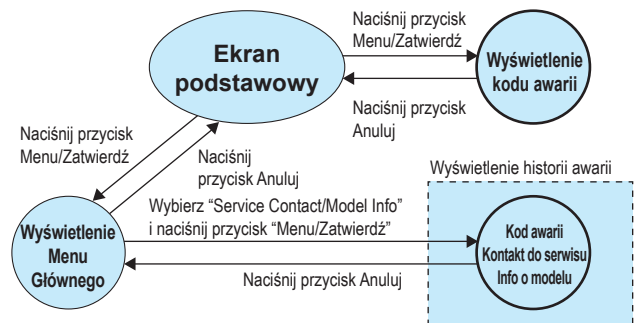 Naciśnij przycisk
Menu/Zatwierdź
Ekran
podstawowy
Wyświetlenie
kodu awarii
Naciśnij przycisk
Anuluj
Naciśnij przycisk
Menu/Zatwierdź
Naciśnij
przycisk Anuluj
Wyświetlenie historii awarii
Wybierz “Service Contact/Model Info”
i naciśnij przycisk “Menu/Zatwierdź”
Wyświetlenie
Menu
Głównego
Kod awarii
Kontakt do serwisu
Info o modelu
Naciśnij przycisk Anuluj